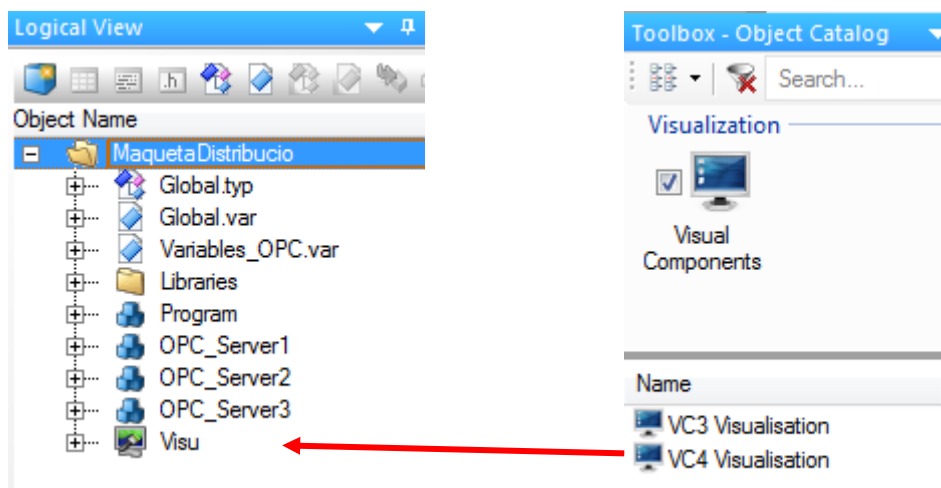 Logical View
Object Name
MaquetaDistribucio
Global.typ
Global.var
Variables_OPC.var
Libraries
Program
OPC_Server1
OPC_Server2
OPC_Server3
Visu
Toolbox - Object Catalog
Search...
Visualization
Visual
Components
Name
VC3 Visualisation
VC4 Visualisation